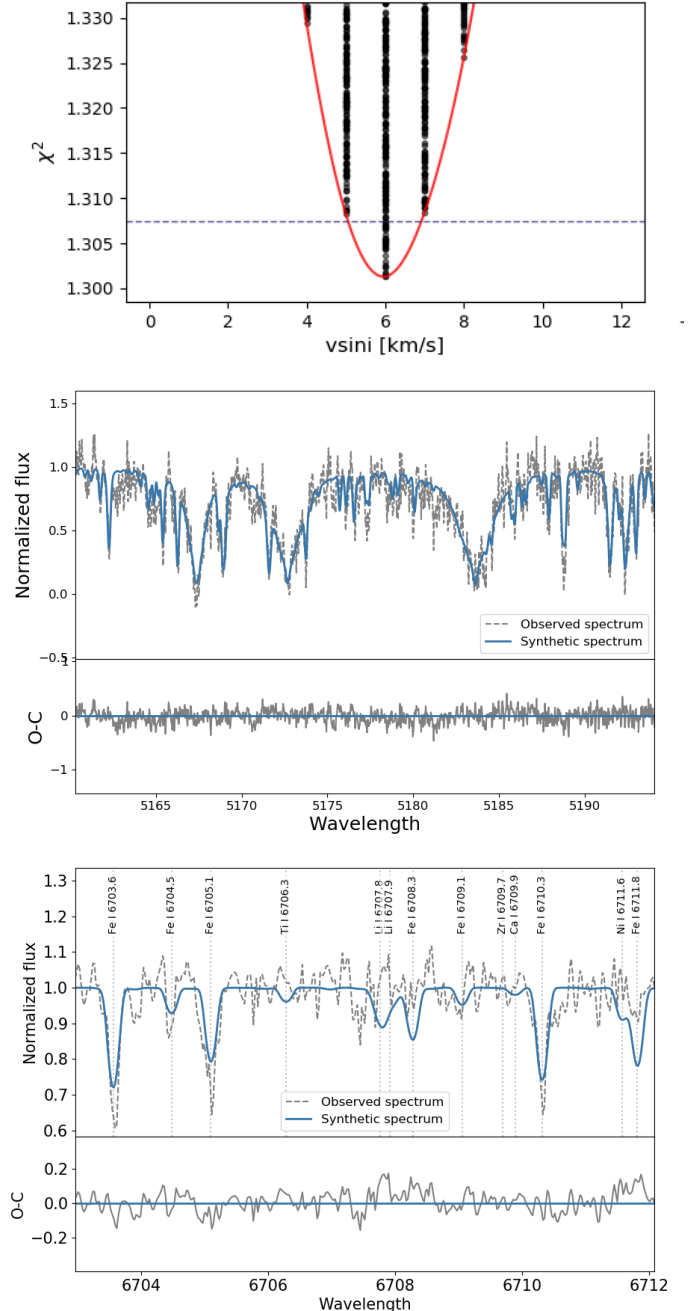 1.330
1.325
1.320
1.315
1.310
1.305
1.300
χ²
0 2 4 6 8 10 12
vsini [km/s]
1.5
1.0
0.5
0.0
−0.5
Normalized flux
Observed spectrum
Synthetic spectrum
1
0
−1
O-C
5165 5170 5175 5180 5185 5190
Wavelength
1.3
1.2
1.1
1.0
0.9
0.8
0.7
0.6
Normalized flux
Fe I 6703.6
Fe I 6704.5
Fe I 6705.1
Ti I 6706.3
Li I 6707.8
Li I 6707.9
Fe I 6708.3
Fe I 6709.1
Zr I 6709.7
Ca I 6709.9
Fe I 6710.3
Ni I 6711.6
Fe I 6711.8
Observed spectrum
Synthetic spectrum
0.2
0.0
−0.2
O-C
6704 6706 6708 6710 6712
Wavelength